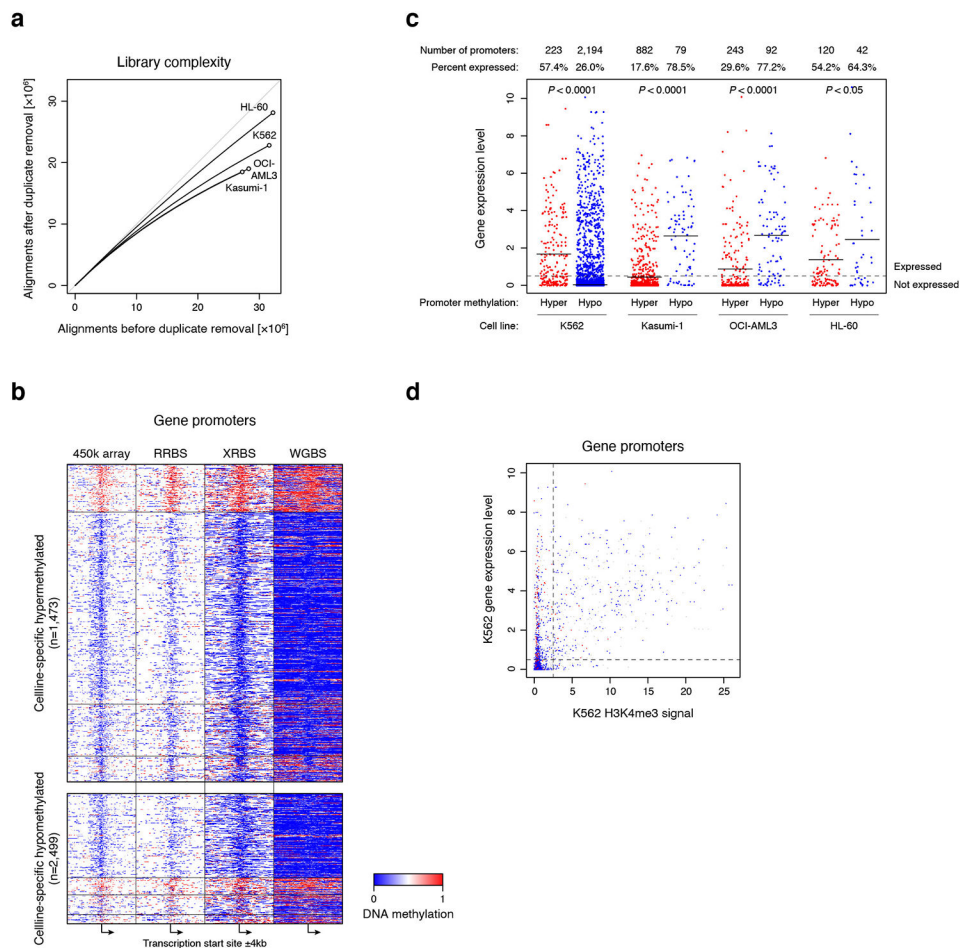 a
Library complexity
Alignments after duplicate removal [×10⁶]
30
20
10
0
HL-60
K562
OCI-
AML3
Kasumi-1
0 10 20 30
Alignments before duplicate removal [×10⁶]
c
Number of promoters: 223 2,194 882 79 243 92 120 42
Percent expressed: 57.4% 26.0% 17.6% 78.5% 29.6% 77.2% 54.2% 64.3%
P < 0.0001 P < 0.0001 P < 0.0001 P < 0.05
Gene expression level
10
8
6
4
2
0
Expressed
Not expressed
Promoter methylation: Hyper Hypo Hyper Hypo Hyper Hypo Hyper Hypo
Cell line: K562 Kasumi-1 OCI-AML3 HL-60
b
Gene promoters
450k array RRBS XRBS WGBS
Cellline-specific hypermethylated
(n=1,473)
Cellline-specific hypomethylated
(n=2,499)
Transcription start site ±4kb
0 1
DNA methylation
d
Gene promoters
K562 gene expression level
10
8
6
4
2
0
0 5 10 15 20 25
K562 H3K4me3 signal